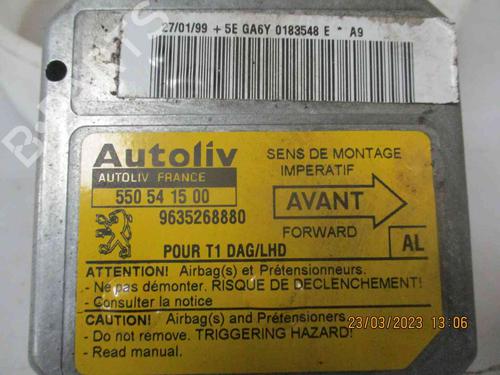 27/01/99 + 5E GA6Y 0183548 E * A9
Autoliv
AUTOLIV FRANCE
550 54 15 00
9635268880
POUR T1 DAG/LHD
SENS DE MONTAGE
IMPERATIF
AVANT
FORWARD
AL
ATTENTION! Airbag(s) et Prétensionneurs.
- Ne pas démonter. RISQUE DE DECLENCHEMENT!
- Consulter la notice
CAUTION! Airbag(s) and Pretensioners.
- Do not remove. TRIGGERING HAZARD!
- Read manual.
23/03/2023 13:06